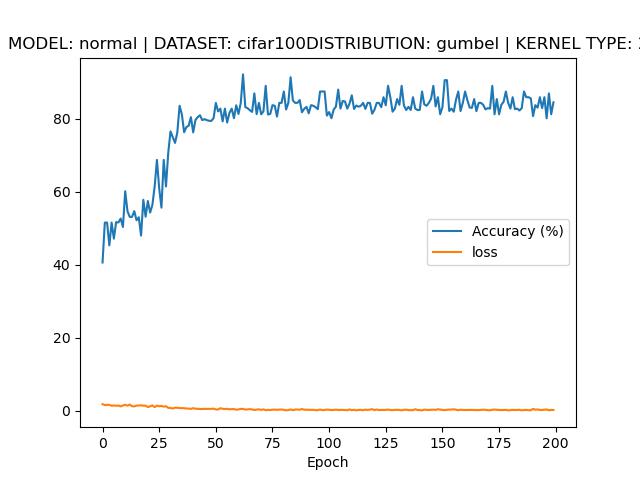 MODEL: normal | DATASET: cifar100DISTRIBUTION: gumbel | KERNEL TYPE:
80
60
40
20
0
Accuracy (%)
loss
0 25 50 75 100 125 150 175 200
Epoch